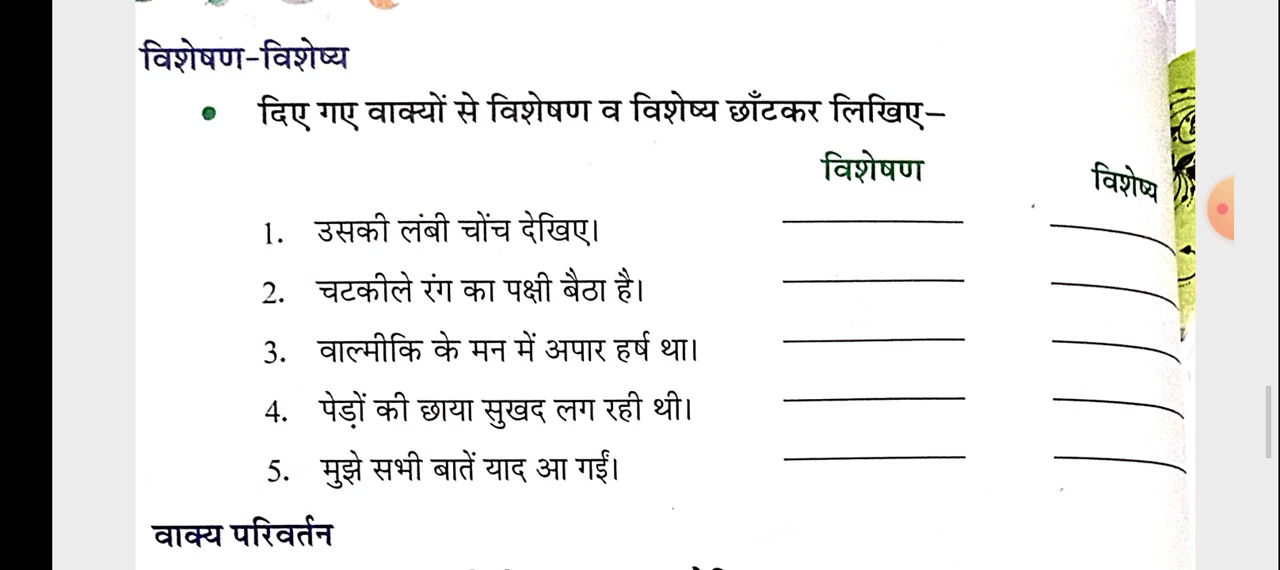 विशेषण-विशेष्य
• दिए गए वाक्यों से विशेषण व विशेष्य छाँटकर लिखिए–
विशेषण विशेष्य
1. उसकी लंबी चोंच देखिए।
2. चटकीले रंग का पक्षी बैठा है।
3. वाल्मीकि के मन में अपार हर्ष था।
4. पेड़ों की छाया सुखद लग रही थी।
5. मुझे सभी बातें याद आ गईं।
वाक्य परिवर्तन